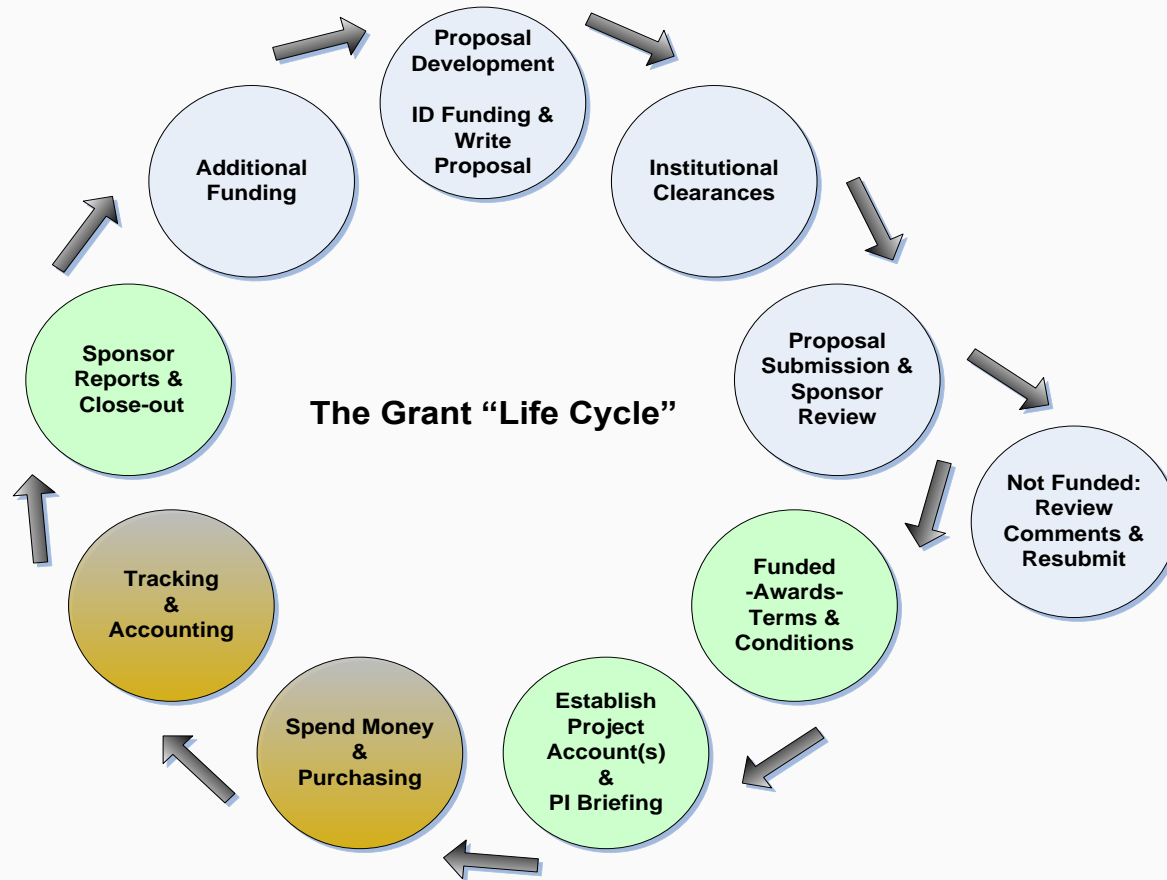 Proposal
Development
ID Funding &
Write
Proposal
Institutional
Clearances
Proposal
Submission &
Sponsor
Review
Not Funded:
Review
Comments &
Resubmit
Funded
-Awards-
Terms &
Conditions
Establish
Project
Account(s)
&
PI Briefing
Spend Money
&
Purchasing
Tracking
&
Accounting
Sponsor
Reports &
Close-out
Additional
Funding
The Grant “Life Cycle”